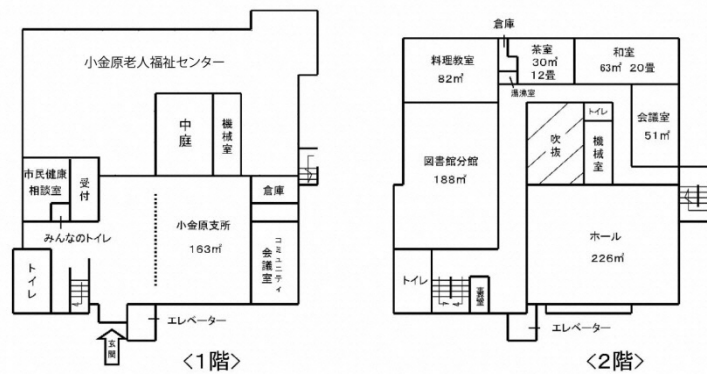 小金原老人福祉センター
中庭
機械室
市民健康
相談室
受付
倉庫
みんなのトイレ
小金原支所
163㎡
コミュニティ
会議室
トイレ
エレベーター
玄関
<1階>
倉庫
料理教室
82㎡
茶室
30㎡
12畳
和室
63㎡ 20畳
湯沸室
トイレ
会議室
51㎡
吹抜
機械室
図書館分館
188㎡
ホール
226㎡
トイレ
エレベーター
<2階>